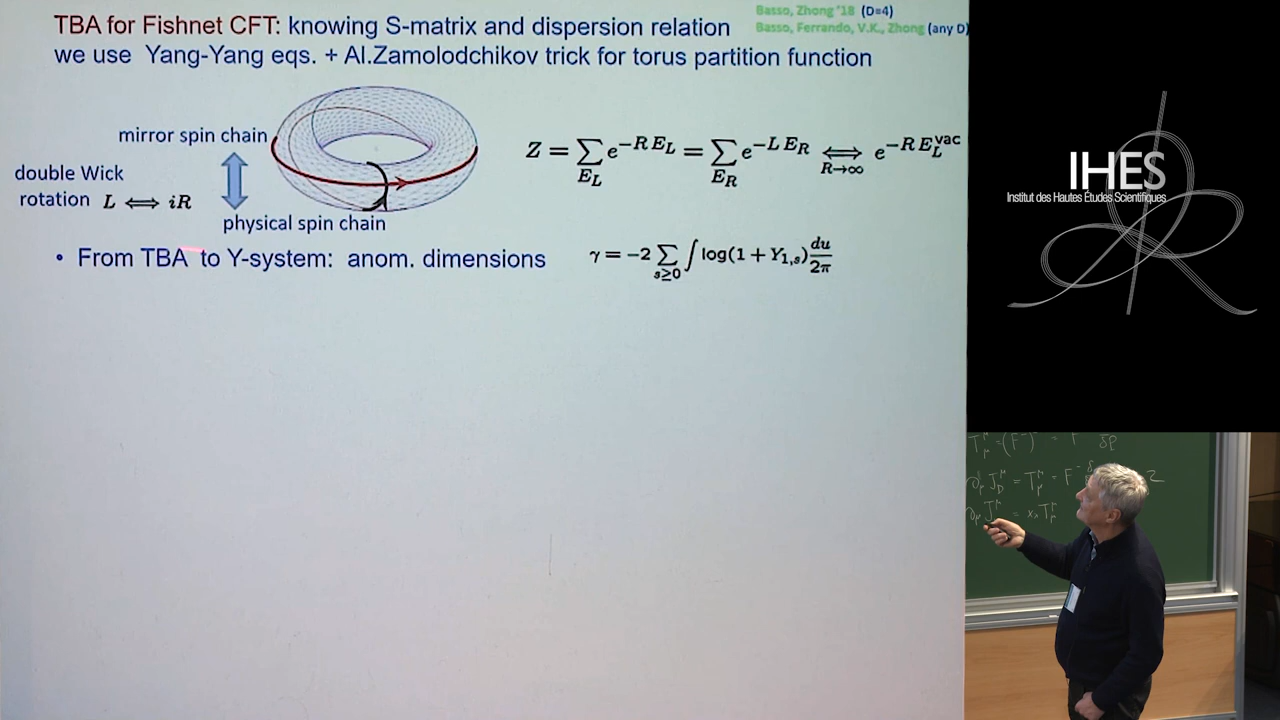 TBA for Fishnet CFT: knowing S-matrix and dispersion relation
we use Yang-Yang eqs. + Al.Zamolodchikov trick for torus partition function
Basso, Zhong '18 (D=4)
Basso, Ferrando, V.K., Zhong (any D)
mirror spin chain
double Wick
rotation L ⟺ iR
physical spin chain
Z = ∑_{E_L} e^{-R E_L} = ∑_{E_R} e^{-L E_R} ⟺_{R→∞} e^{-R E_L^{vac}}
• From TBA to Y-system: anom. dimensions
γ = −2 ∑_{s≥0} ∫ log(1 + Y_{1,s}) du/2π
IHES
Institut des Hautes Études Scientifiques